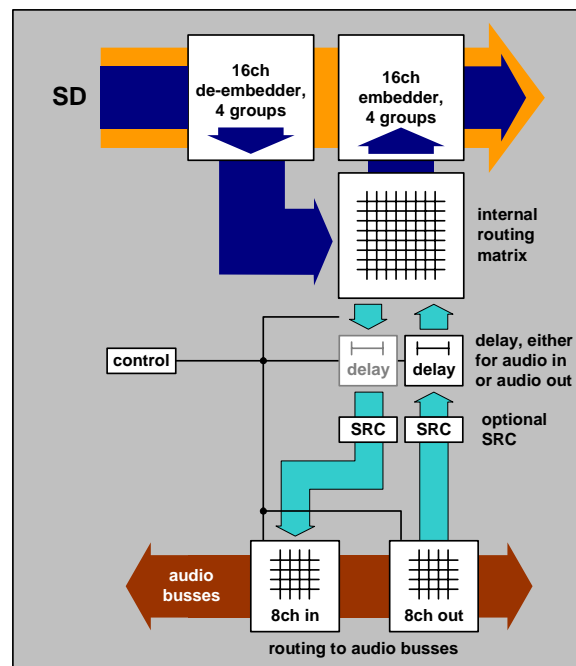 SD
16ch
de-embedder,
4 groups
16ch
embedder,
4 groups
internal
routing
matrix
control
delay
delay
delay, either
for audio in
or audio out
SRC
SRC
optional
SRC
audio
busses
8ch in
8ch out
routing to audio busses